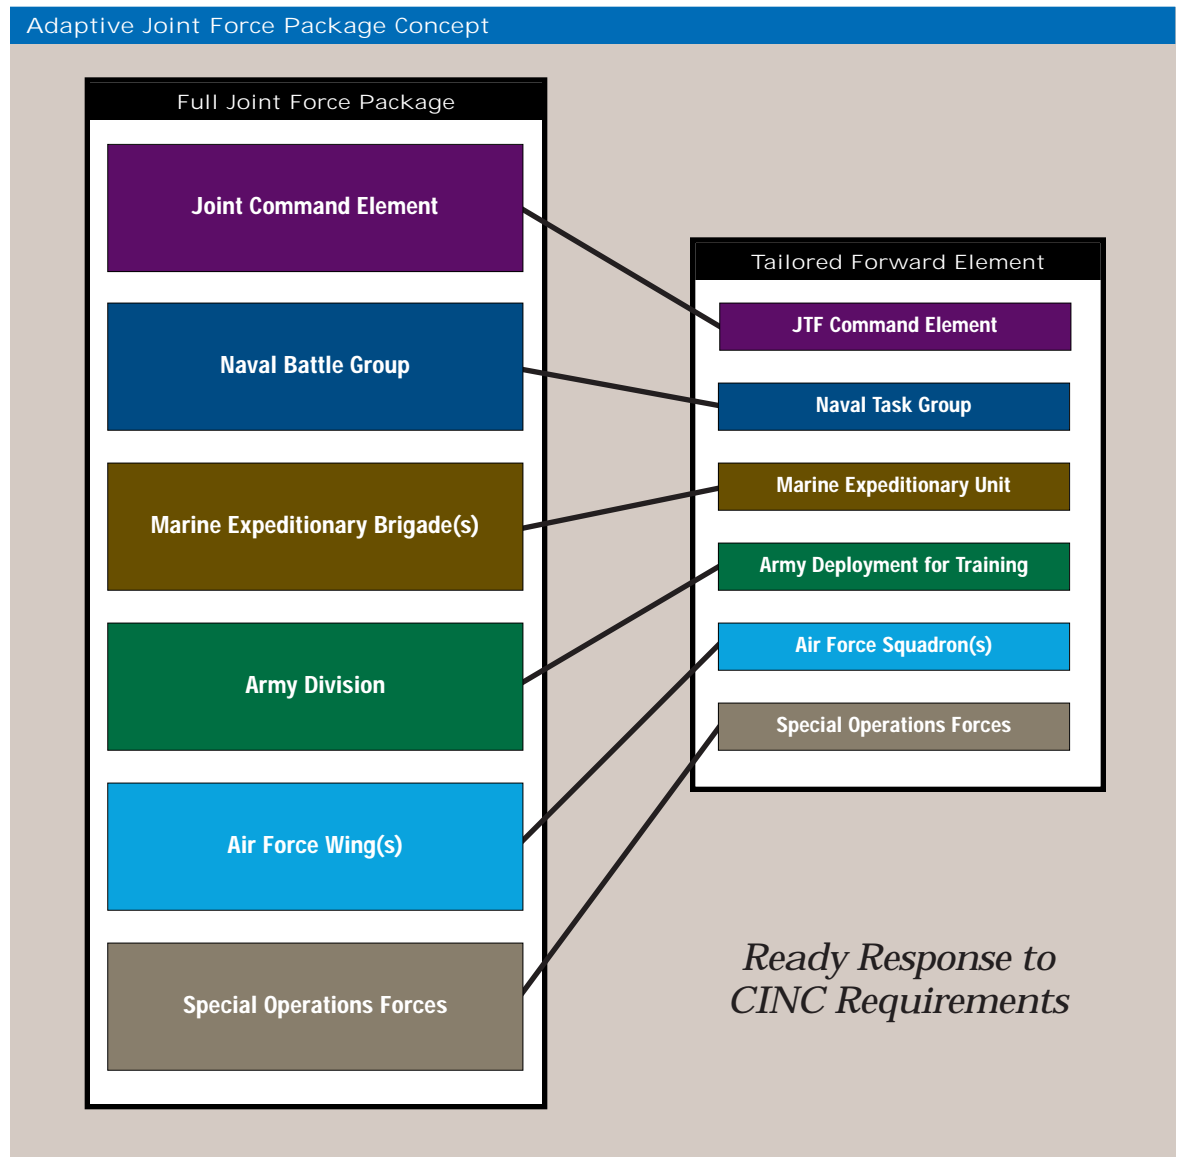 Adaptive Joint Force Package Concept
Full Joint Force Package
Joint Command Element
Naval Battle Group
Marine Expeditionary Brigade(s)
Army Division
Air Force Wing(s)
Special Operations Forces
Tailored Forward Element
JTF Command Element
Naval Task Group
Marine Expeditionary Unit
Army Deployment for Training
Air Force Squadron(s)
Special Operations Forces
Ready Response to
CINC Requirements